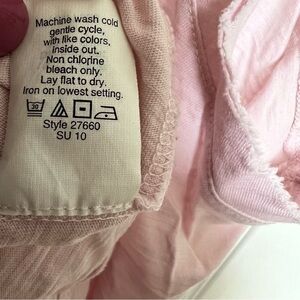 Machine wash cold
gentle cycle,
with like colors,
inside out.
Non chlorine
bleach only.
Lay flat to dry.
Iron on lowest setting.
30
Style 27660
SU 10